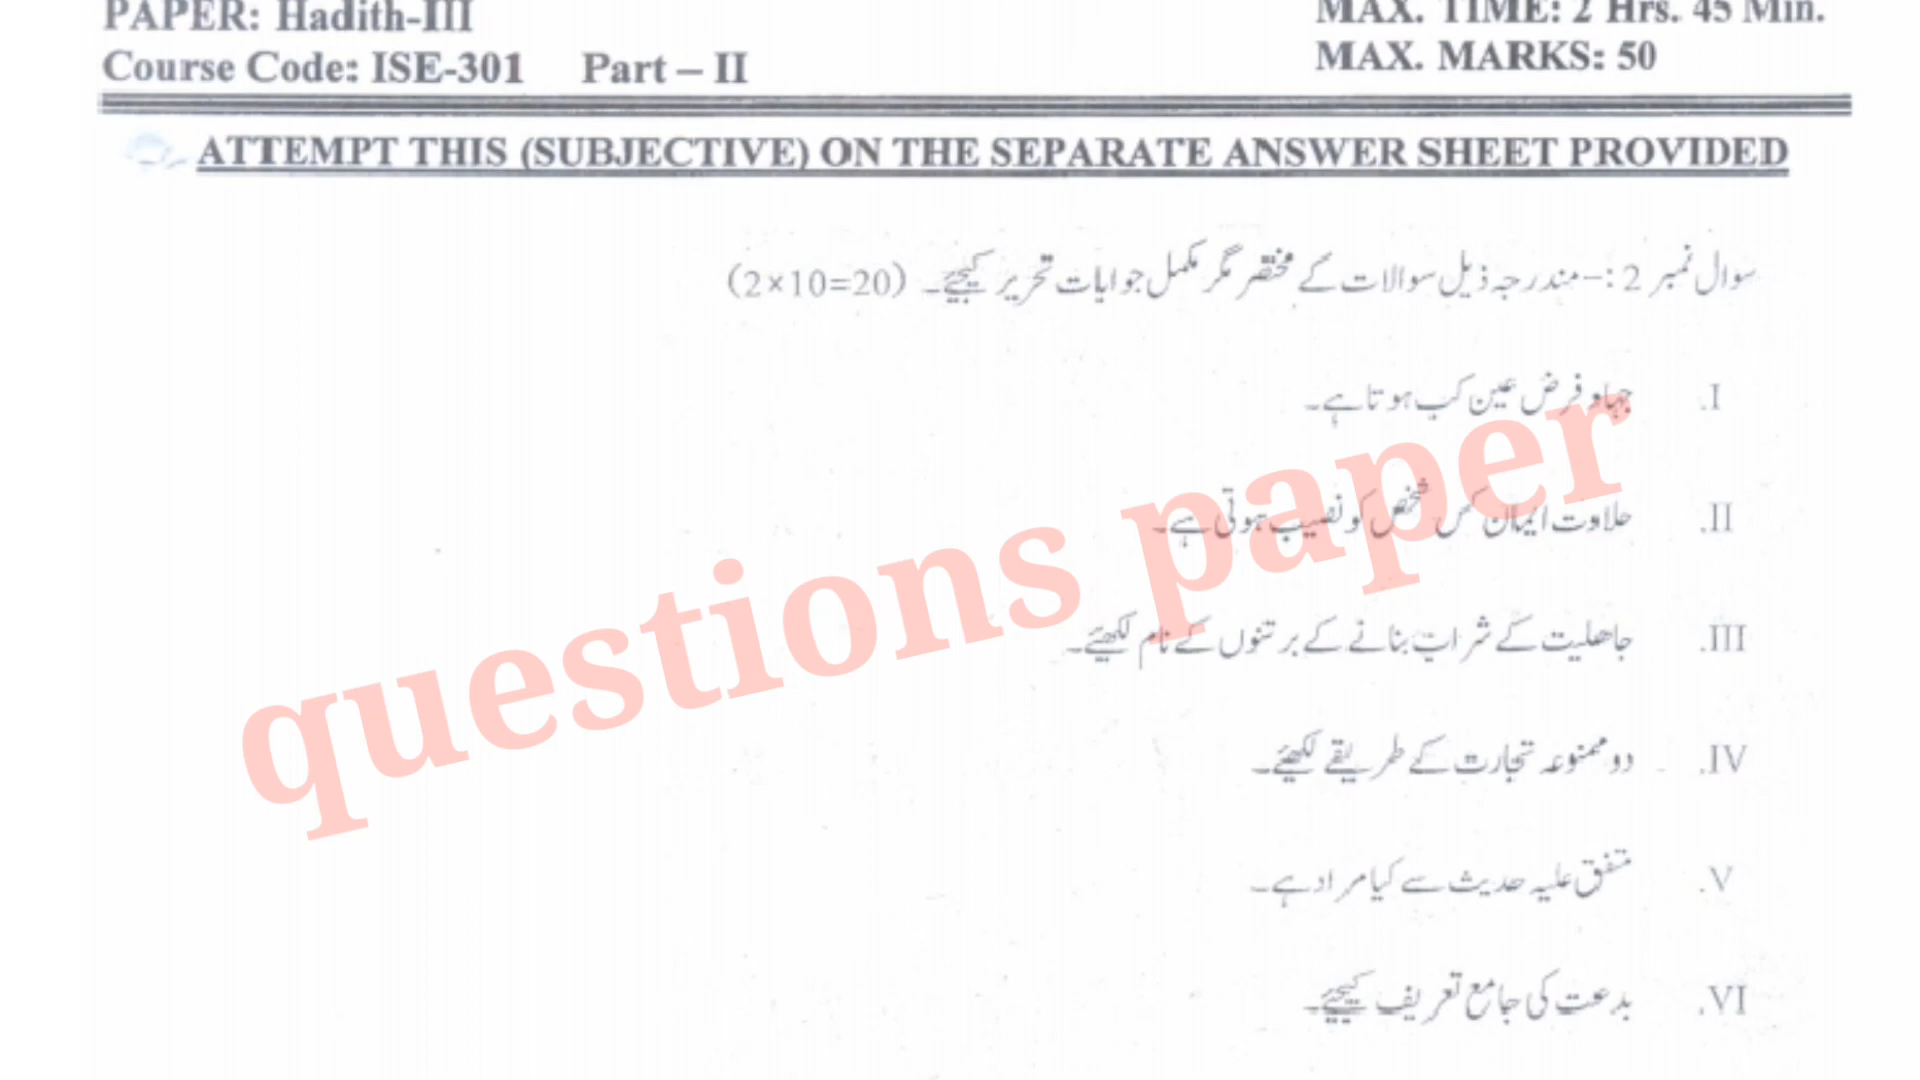 PAPER: Hadith-III
MAX. TIME: 2 Hrs. 45 Min.
Course Code: ISE-301 Part – II
MAX. MARKS: 50
ATTEMPT THIS (SUBJECTIVE) ON THE SEPARATE ANSWER SHEET PROVIDED
سوال نمبر 2 :- مندرجہ ذیل سوالات کے مختصر مگر مکمل جوابات تحریر کیجیئے۔ (2×10=20)
I. جہاد فرض عین کب ہوتا ہے۔
II. حلاوت ایمان کس شخص کو نصیب ہوتی ہے۔
III. جاھلیت کے شراب بنانے کے برتنوں کے نام لکھیئے۔
IV. دو ممنوعہ تجارت کے طریقے لکھیئے۔
V. متفق علیہ حدیث سے کیا مراد ہے۔
VI. بدعت کی جامع تعریف کیجیئے۔
questions paper